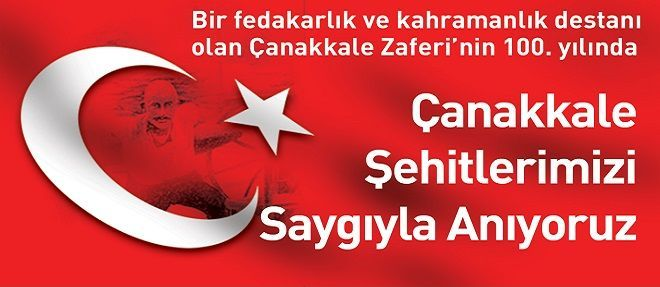 Bir fedakarlık ve kahramanlık destanı
olan Çanakkale Zaferi’nin 100. yılında
Çanakkale
Şehitlerimizi
Saygıyla Anıyoruz